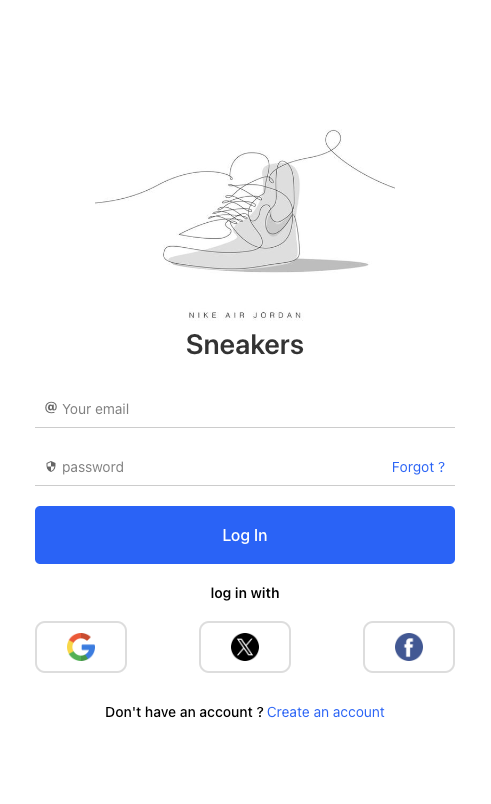 NIKE AIR JORDAN
Sneakers
@ Your email
password Forgot ?
Log In
log in with
Don't have an account ? Create an account